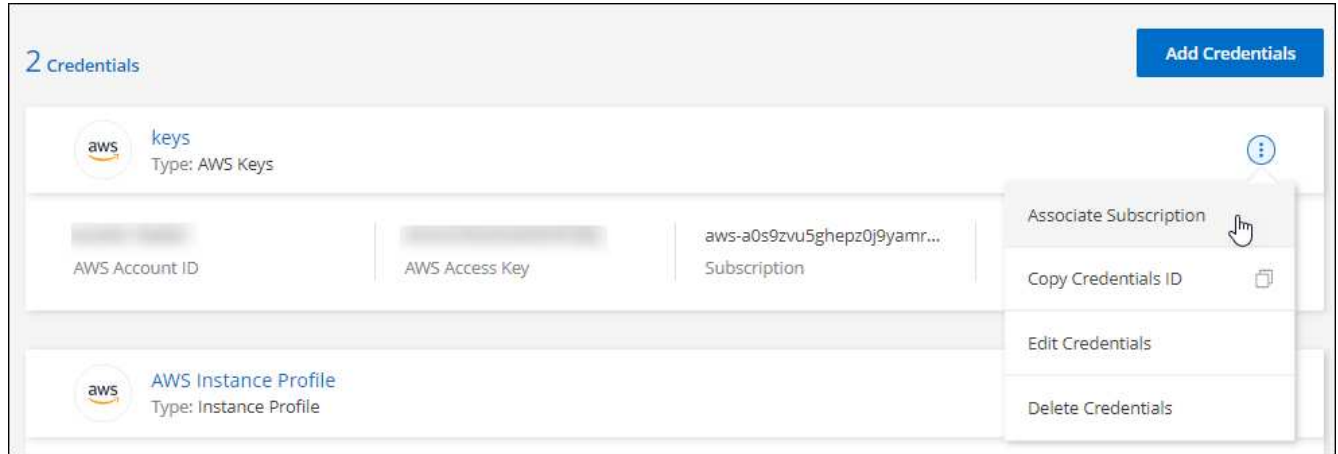 2 Credentials
Add Credentials
aws
keys
Type: AWS Keys
Associate Subscription
aws-a0s9zvu5ghepz0j9yamr...
AWS Account ID
AWS Access Key
Subscription
Copy Credentials ID
Edit Credentials
aws
AWS Instance Profile
Type: Instance Profile
Delete Credentials